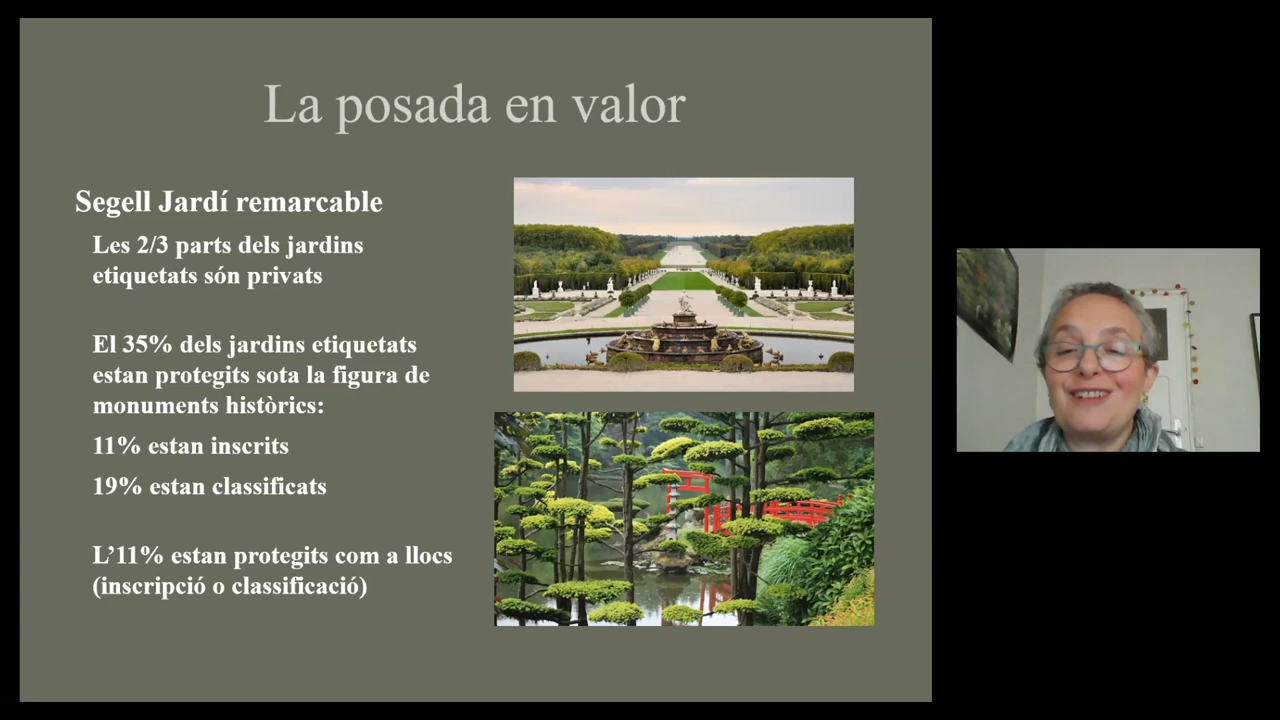 La posada en valor
Segell Jardí remarcable
Les 2/3 parts dels jardins
etiquetats són privats
El 35% dels jardins etiquetats
estan protegits sota la figura de
monuments històrics:
11% estan inscrits
19% estan classificats
L’11% estan protegits com a llocs
(inscripció o classificació)